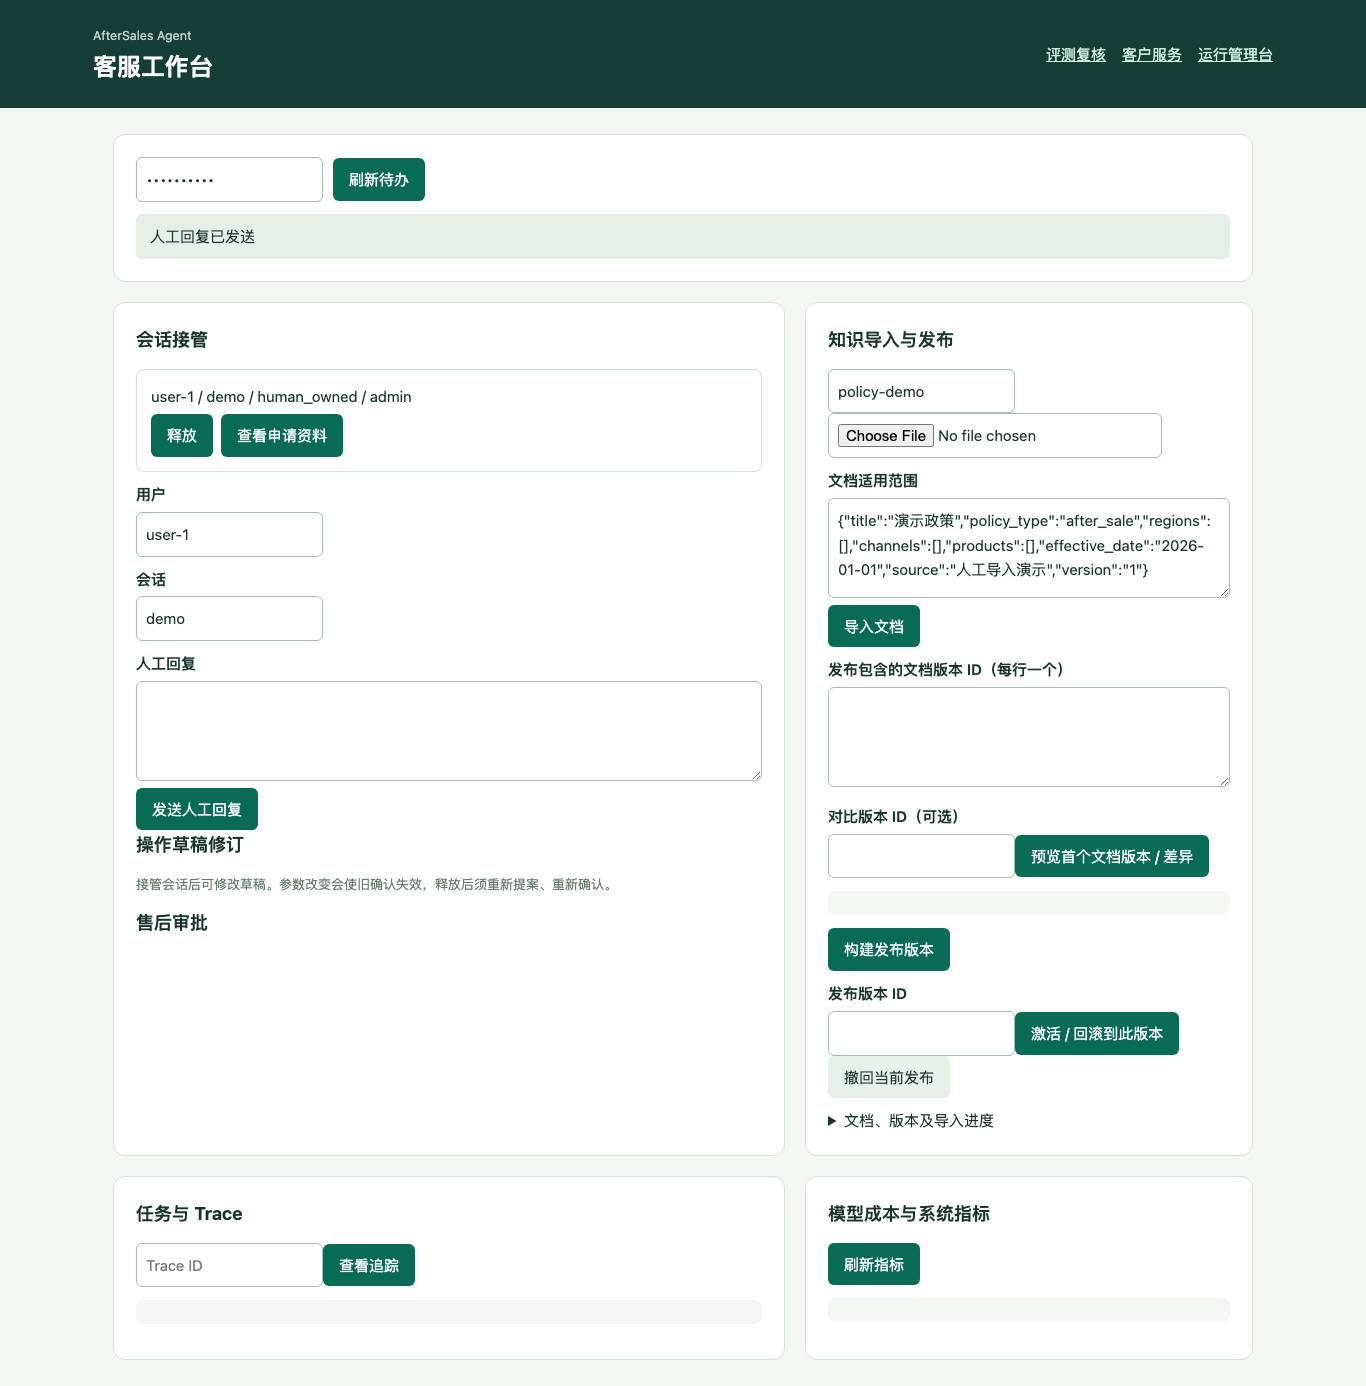 AfterSales Agent
客服工作台
评测复核 客户服务 运行管理台
•••••••••• 刷新待办
人工回复已发送
会话接管
user-1 / demo / human_owned / admin
释放 查看申请资料
用户
user-1
会话
demo
人工回复
发送人工回复
操作草稿修订
接管会话后可修改草稿。参数改变会使旧确认失效，释放后须重新提案、重新确认。
售后审批
知识导入与发布
policy-demo
Choose File No file chosen
文档适用范围
{"title":"演示政策","policy_type":"after_sale","regions":
[],"channels":[],"products":[],"effective_date":"2026-
01-01","source":"人工导入演示","version":"1"}
导入文档
发布包含的文档版本 ID（每行一个）
对比版本 ID（可选）
预览首个文档版本 / 差异
构建发布版本
发布版本 ID
激活 / 回滚到此版本
撤回当前发布
▶ 文档、版本及导入进度
任务与 Trace
Trace ID 查看追踪
模型成本与系统指标
刷新指标